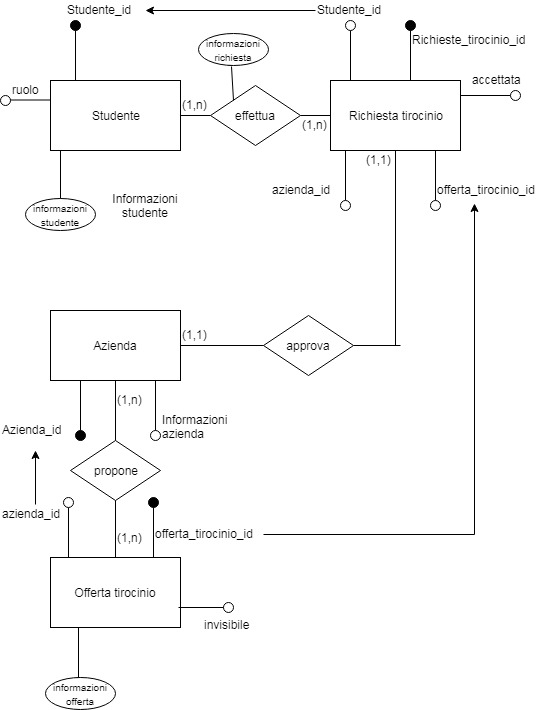 Studente_id
Studente_id
Richieste_tirocinio_id
informazioni
richiesta
accettata
ruolo
(1,n)
Studente
effettua
Richiesta tirocinio
(1,n)
(1,1)
azienda_id
offerta_tirocinio_id
informazioni
studente
Informazioni
studente
(1,1)
Azienda
approva
(1,n)
Informazioni
azienda
Azienda_id
propone
azienda_id
(1,n)
offerta_tirocinio_id
Offerta tirocinio
invisibile
informazioni
offerta